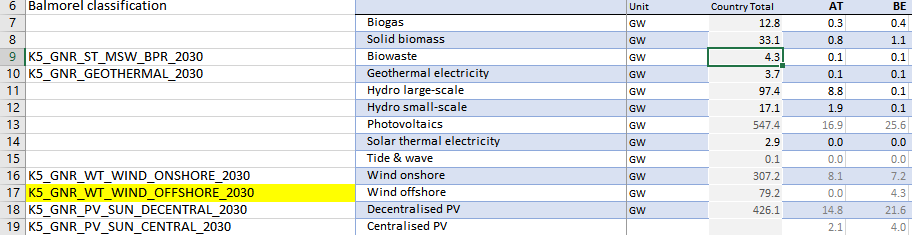 6 Balmorel classification Unit Country Total AT BE
7 Biogas GW 12.8 0.3 0.4
8 Solid biomass GW 33.1 0.8 1.1
9 K5_GNR_ST_MSW_BPR_2030 Biowaste GW 4.3 0.1 0.1
10 K5_GNR_GEOTHERMAL_2030 Geothermal electricity GW 3.7 0.1 0.1
11 Hydro large-scale GW 97.4 8.8 0.1
12 Hydro small-scale GW 17.1 1.9 0.1
13 Photovoltaics GW 547.4 16.9 25.6
14 Solar thermal electricity GW 2.9 0.0 0.0
15 Tide & wave GW 0.1 0.0 0.0
16 K5_GNR_WT_WIND_ONSHORE_2030 Wind onshore GW 307.2 8.1 7.2
17 K5_GNR_WT_WIND_OFFSHORE_2030 Wind offshore GW 79.2 0.0 4.3
18 K5_GNR_PV_SUN_DECENTRAL_2030 Decentralised PV GW 426.1 14.8 21.6
19 K5_GNR_PV_SUN_CENTRAL_2030 Centralised PV 2.1 4.0